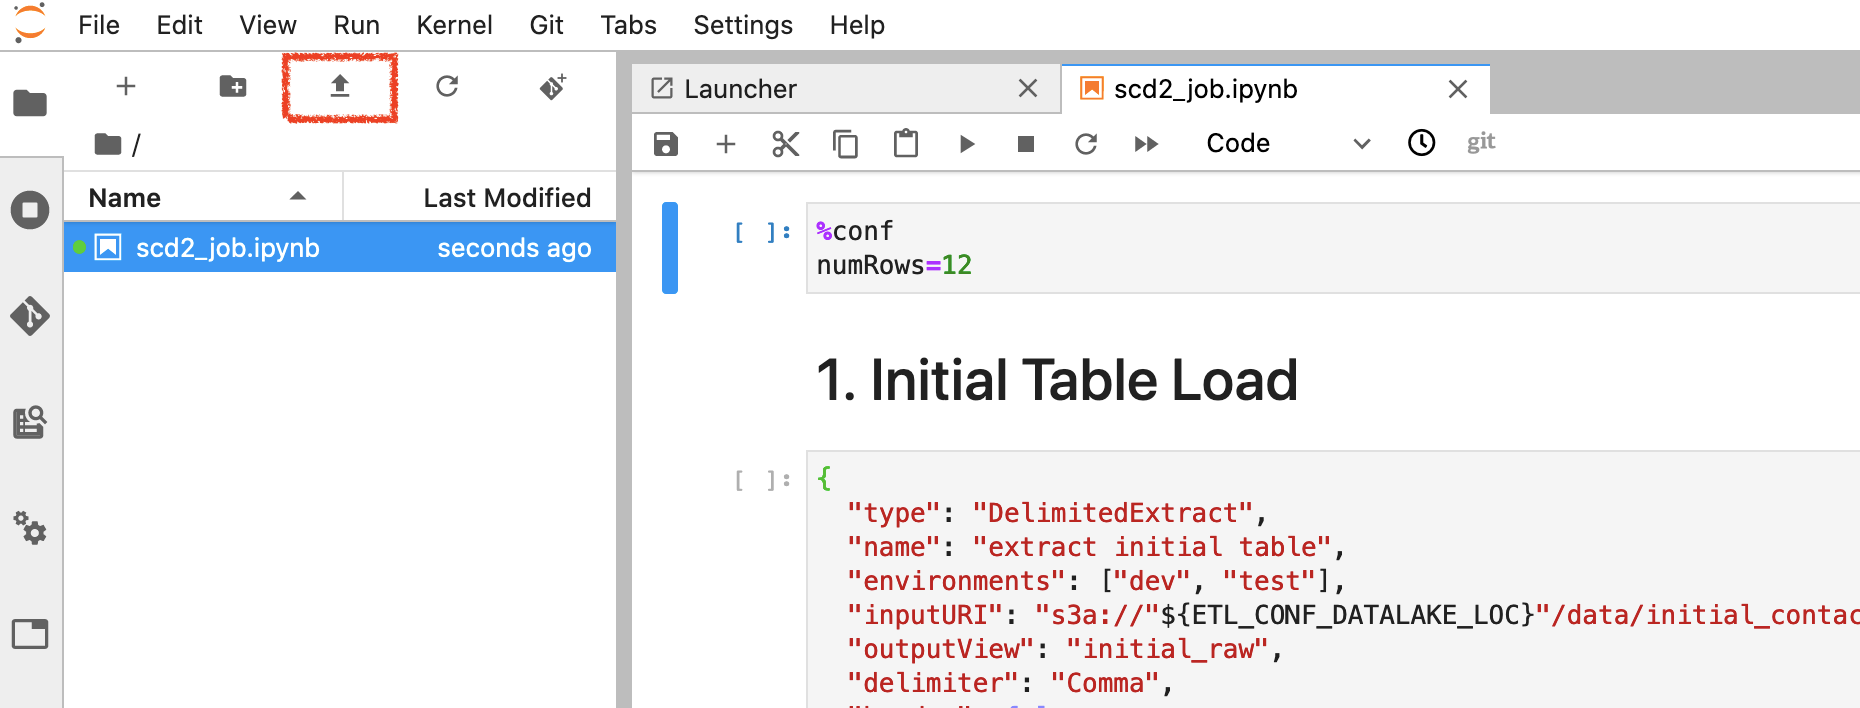 File Edit View Run Kernel Git Tabs Settings Help
/
Name Last Modified
scd2_job.ipynb seconds ago
Launcher scd2_job.ipynb
Code git
[ ]: %conf
numRows=12
1. Initial Table Load
[ ]: {
"type": "DelimitedExtract",
"name": "extract initial table",
"environments": ["dev", "test"],
"inputURI": "s3a://"${ETL_CONF_DATALAKE_LOC}"/data/initial_contac
"outputView": "initial_raw",
"delimiter": "Comma",